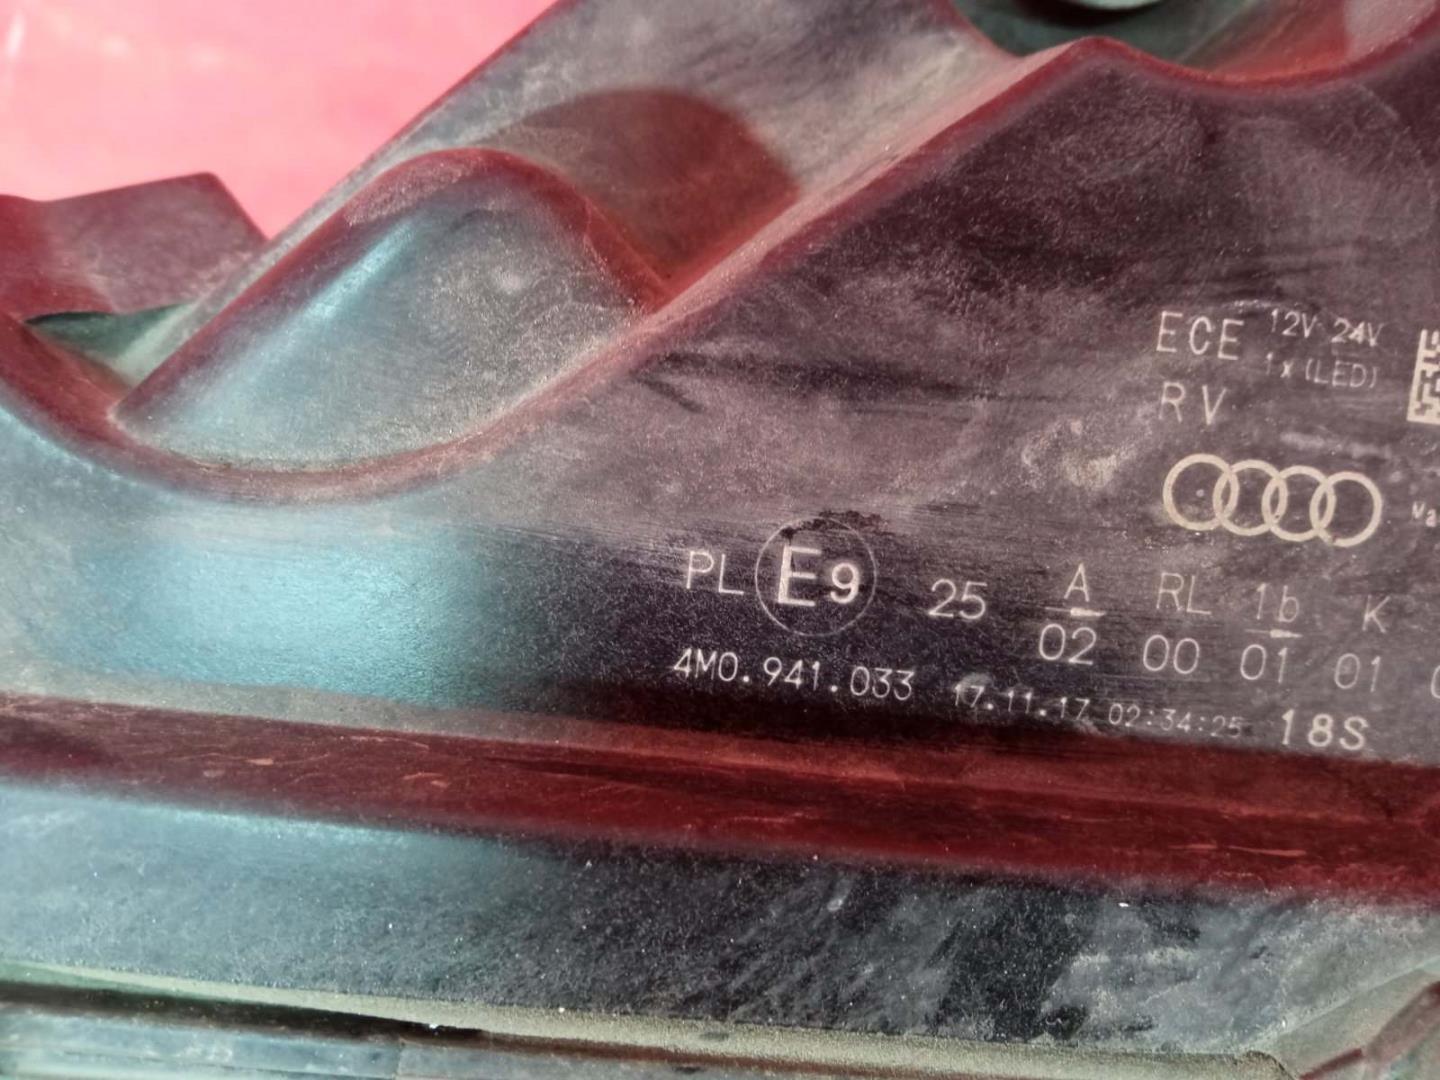 ECE 12V 24V
1x (LED)
RV
PL E9 25 A RL 1b K
02 00 01 01
4M0.941.033 17.11.17 02:34:25 18S